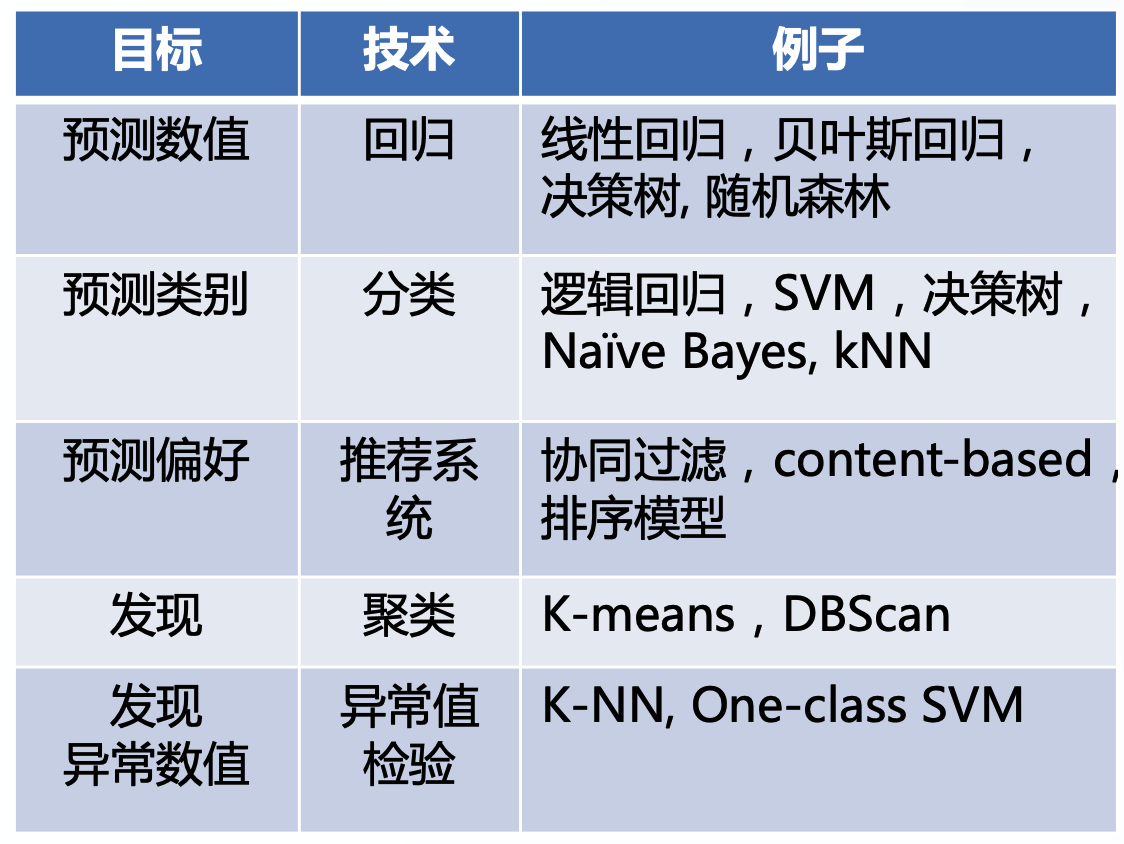 目标
技术
例子
预测数值
回归
线性回归，贝叶斯回归，
决策树, 随机森林
预测类别
分类
逻辑回归，SVM，决策树，
Naïve Bayes, kNN
预测偏好
推荐系
统
协同过滤，content-based，
排序模型
发现
聚类
K-means，DBScan
发现
异常数值
异常值
检验
K-NN, One-class SVM